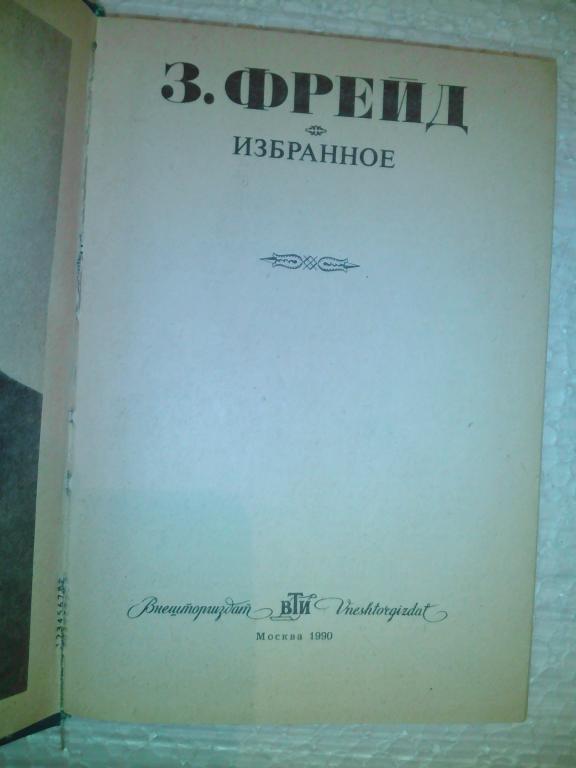 З. ФРЕЙД
ИЗБРАННОЕ
Внешторгиздат ВТИ Vneshtorgizdat
Москва 1990